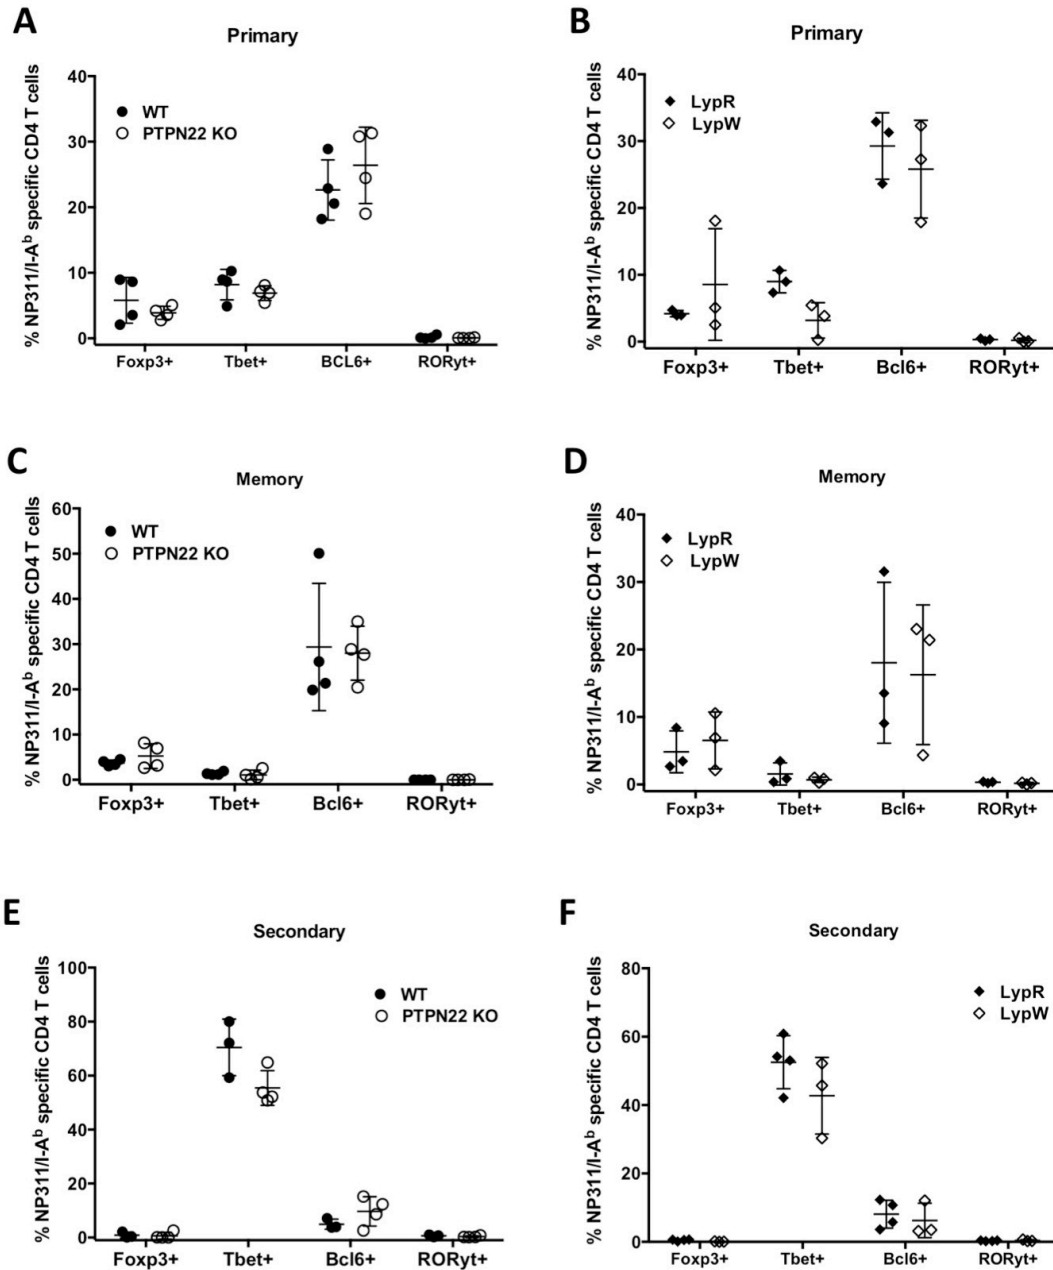 A
Primary
% NP311/I-Aᵇ specific CD4 T cells
40
30
20
10
0
WT
PTPN22 KO
Foxp3+ Tbet+ BCL6+ RORyt+
B
Primary
% NP311/I-Aᵇ specific CD4 T cells
40
30
20
10
0
LypR
LypW
Foxp3+ Tbet+ Bcl6+ RORyt+
C
Memory
% NP311/I-Aᵇ specific CD4 T cells
60
50
40
30
20
10
0
WT
PTPN22 KO
Foxp3+ Tbet+ Bcl6+ RORyt+
D
Memory
% NP311/I-Aᵇ specific CD4 T cells
40
30
20
10
0
LypR
LypW
Foxp3+ Tbet+ Bcl6+ RORyt+
E
Secondary
% NP311/I-Aᵇ specific CD4 T cells
100
80
60
40
20
0
WT
PTPN22 KO
Foxp3+ Tbet+ Bcl6+ RORyt+
F
Secondary
% NP311/I-Aᵇ specific CD4 T cells
80
60
40
20
0
LypR
LypW
Foxp3+ Tbet+ Bcl6+ RORyt+